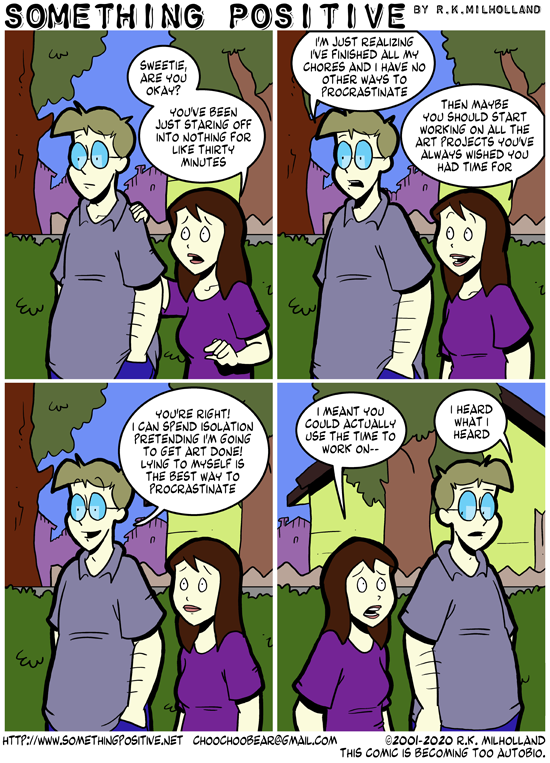 SOMETHING POSITIVE BY R.K.MILHOLLAND
SWEETIE,
ARE YOU
OKAY?
YOU'VE BEEN
JUST STARING OFF
INTO NOTHING FOR
LIKE THIRTY
MINUTES
I'M JUST REALIZING
I'VE FINISHED ALL MY
CHORES AND I HAVE NO
OTHER WAYS TO
PROCRASTINATE
THEN MAYBE
YOU SHOULD START
WORKING ON ALL THE
ART PROJECTS YOU'VE
ALWAYS WISHED YOU
HAD TIME FOR
YOU'RE RIGHT!
I CAN SPEND ISOLATION
PRETENDING I'M GOING
TO GET ART DONE!
LYING TO MYSELF IS
THE BEST WAY TO
PROCRASTINATE
I MEANT YOU
COULD ACTUALLY
USE THE TIME TO
WORK ON--
I HEARD
WHAT I
HEARD
HTTP://WWW.SOMETHINGPOSITIVE.NET CHOOCHOOBEAR@GMAIL.COM ©2001-2020 R.K. MILHOLLAND
THIS COMIC IS BECOMING TOO AUTOBIO.